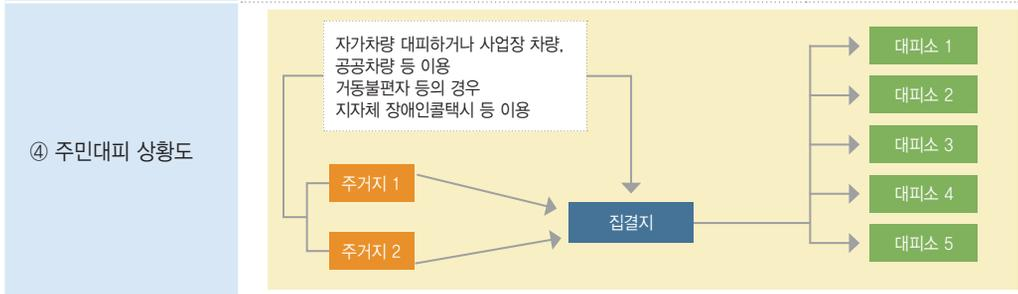 ④ 주민대피 상황도
자가차량 대피하거나 사업장 차량,
공공차량 등 이용
거동불편자 등의 경우
지자체 장애인콜택시 등 이용
주거지 1
주거지 2
집결지
대피소 1
대피소 2
대피소 3
대피소 4
대피소 5